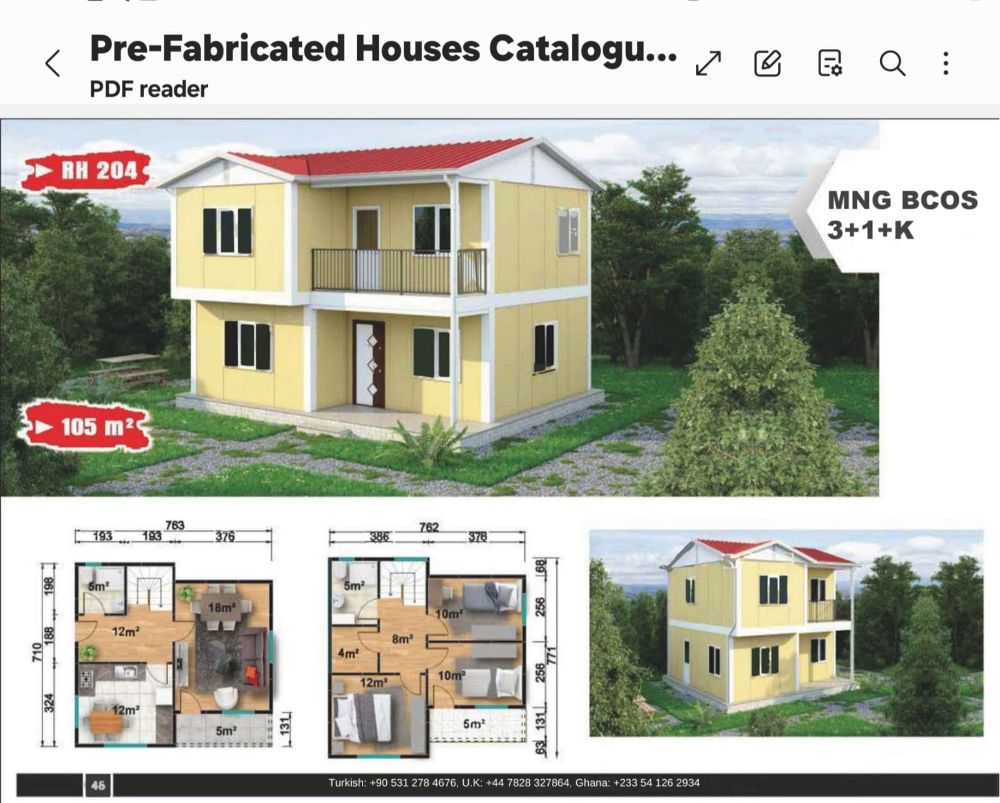 Pre-Fabricated Houses Catalogu...
PDF reader
RH 204
MNG BCOS
3+1+K
105 m²
763
193 193 376
198
188
710
324
131
5m²
12m²
18m²
12m²
5m²
762
386 376
68
256
771
256
131
63
5m²
10m²
8m²
4m²
10m²
12m²
5m²
45
Turkish: +90 531 278 4676, U.K: +44 7828 327864, Ghana: +233 54 126 2934